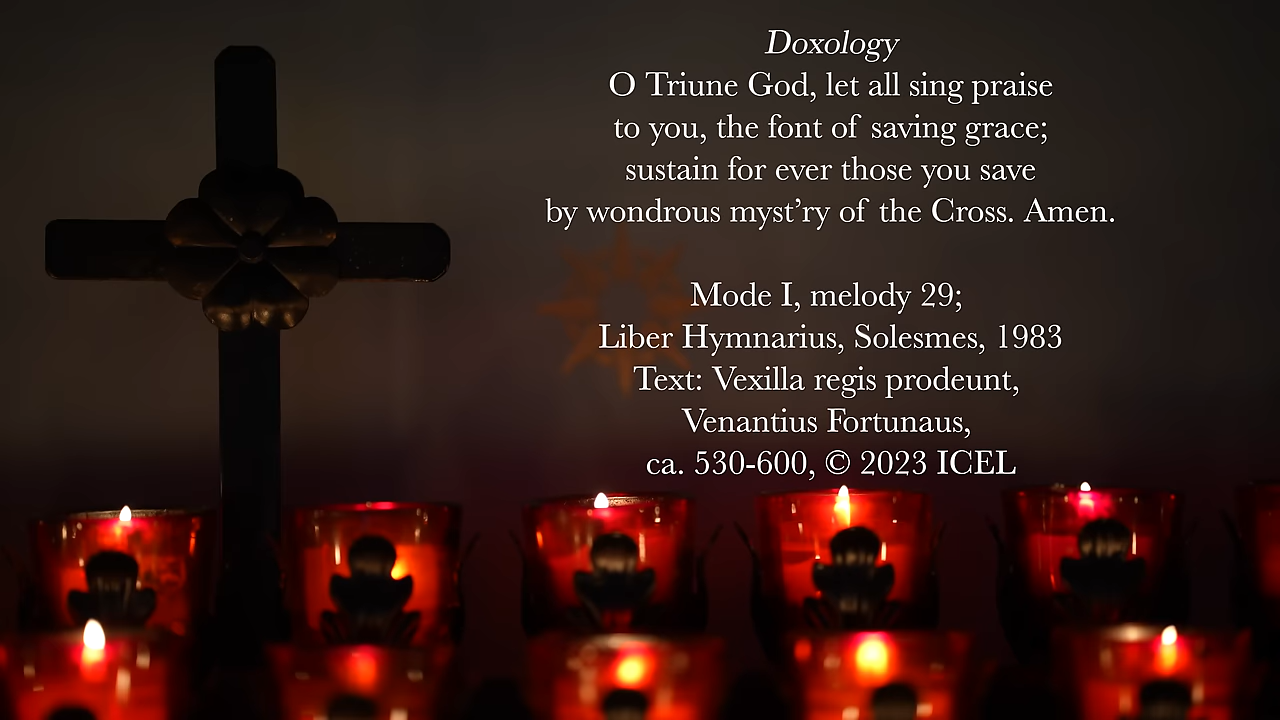 Doxology
O Triune God, let all sing praise
to you, the font of saving grace;
sustain for ever those you save
by wondrous myst’ry of the Cross. Amen.
Mode I, melody 29;
Liber Hymnarius, Solesmes, 1983
Text: Vexilla regis prodeunt,
Venantius Fortunaus,
ca. 530-600, © 2023 ICEL